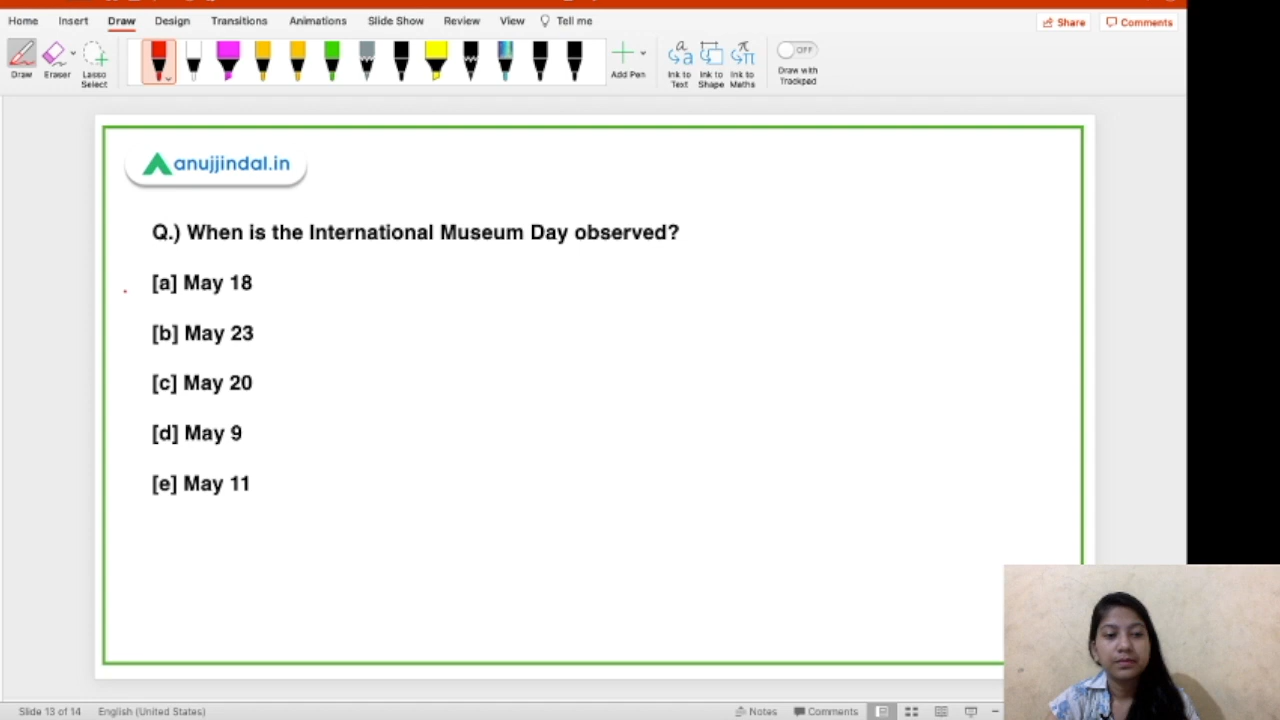 Home Insert Draw Design Transitions Animations Slide Show Review View Tell me Share Comments
Draw Eraser Lasso Select Add Pen Ink to Text Ink to Shape Ink to Maths OFF Draw with Trackpad
anujjindal.in
Q.) When is the International Museum Day observed?
[a] May 18
[b] May 23
[c] May 20
[d] May 9
[e] May 11
Slide 13 of 14 English (United States) Notes Comments